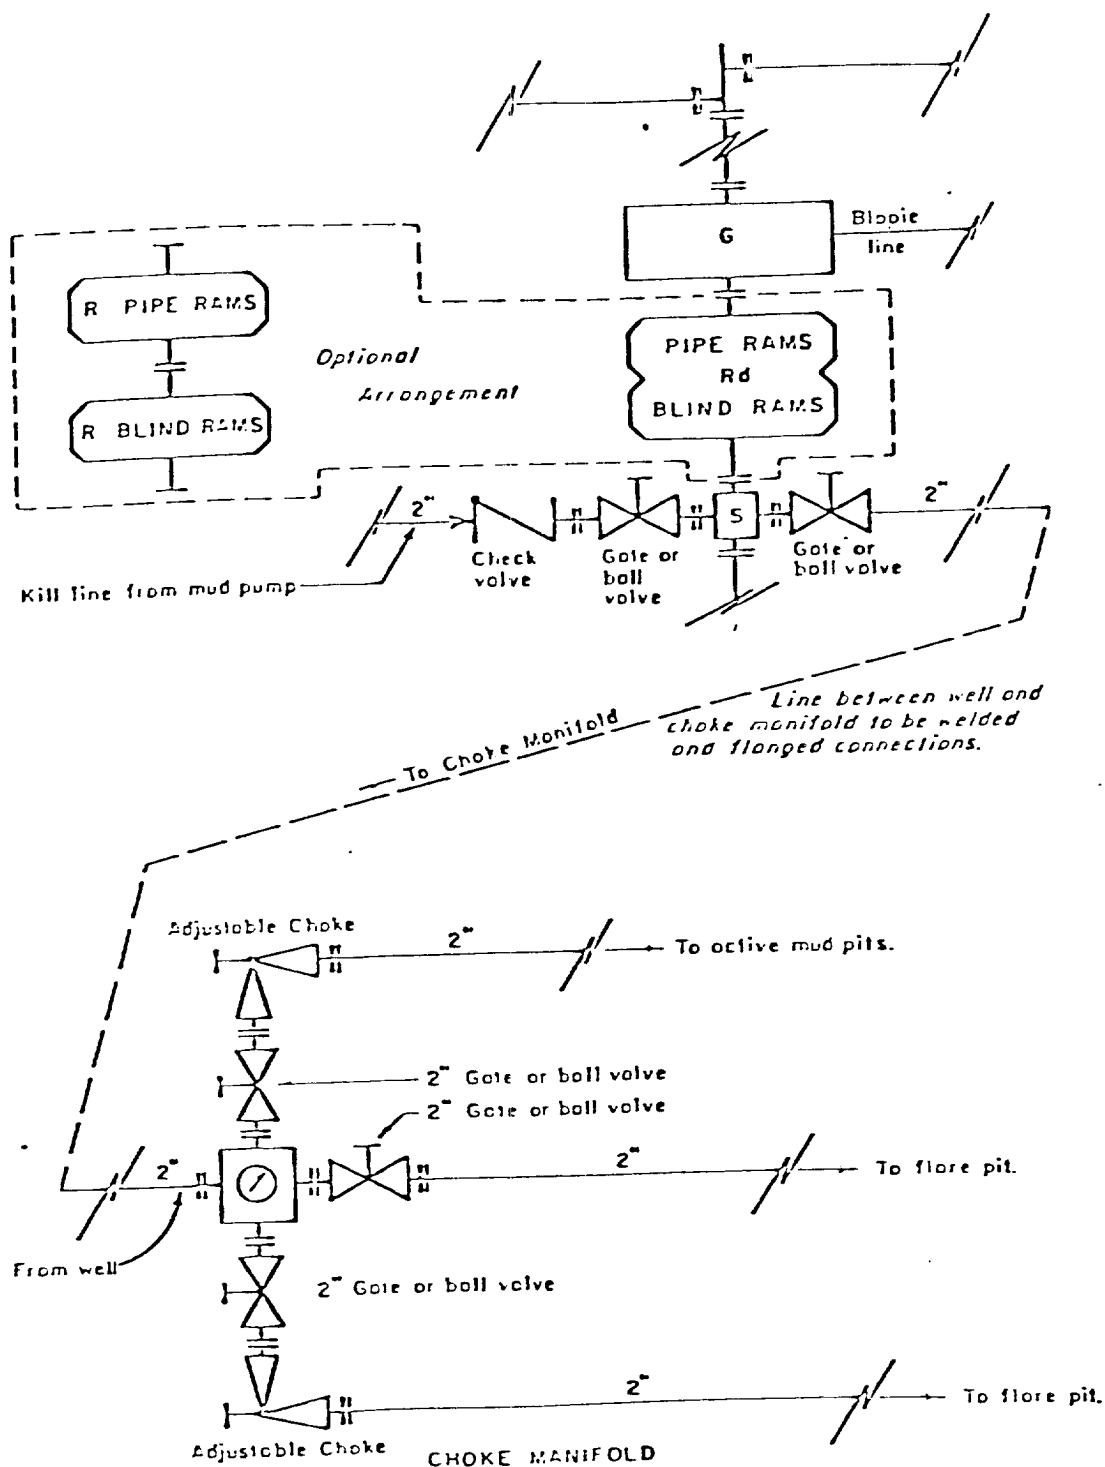 G
Blooie
line
R PIPE RAMS
R BLIND RAMS
Optional
Arrangement
PIPE RAMS
Rd
BLIND RAMS
2"
Check
valve
Gate or
ball
valve
S
Gate or
ball valve
2"
Kill line from mud pump
Line between well and
choke manifold to be welded
and flanged connections.
To Choke Manifold
Adjustable Choke
2"
To active mud pits.
2" Gate or ball valve
2" Gate or ball valve
2"
2"
To flare pit.
From well
2" Gate or ball valve
2"
To flare pit.
Adjustable Choke
CHOKE MANIFOLD